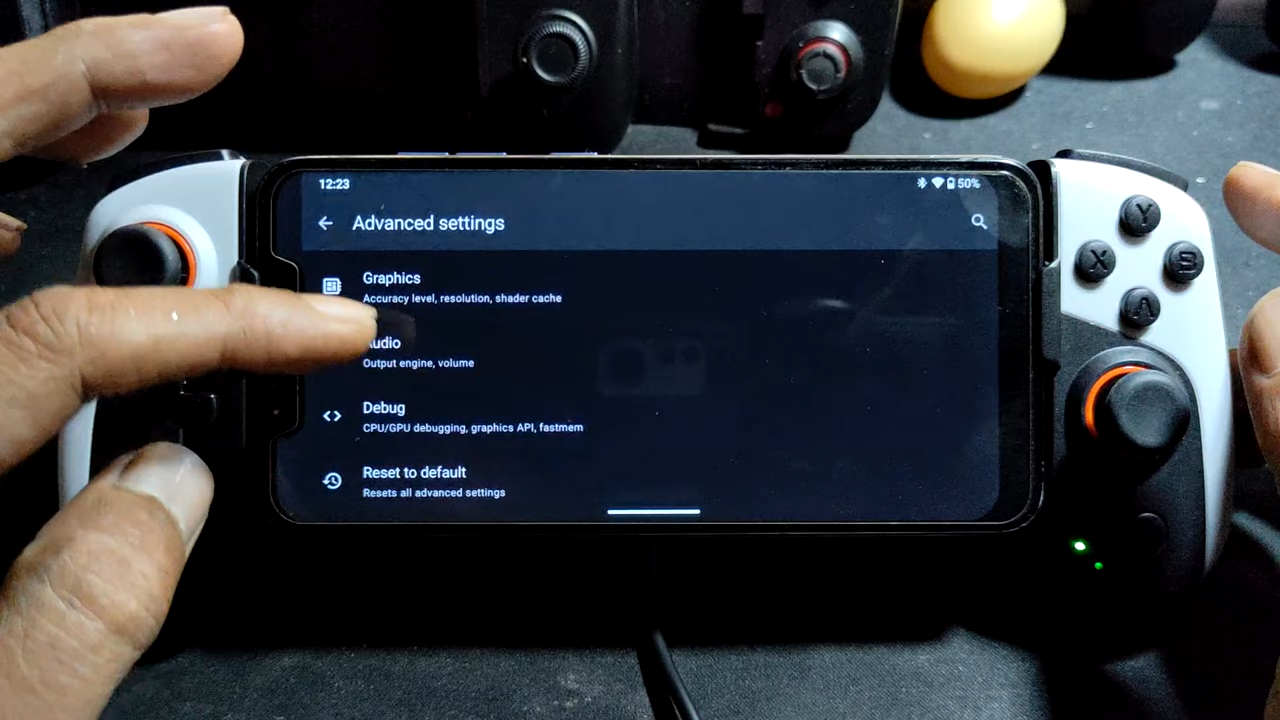 12:23
50%
Advanced settings
Graphics
Accuracy level, resolution, shader cache
Audio
Output engine, volume
Debug
CPU/GPU debugging, graphics API, fastmem
Reset to default
Resets all advanced settings
Y
X
B
A